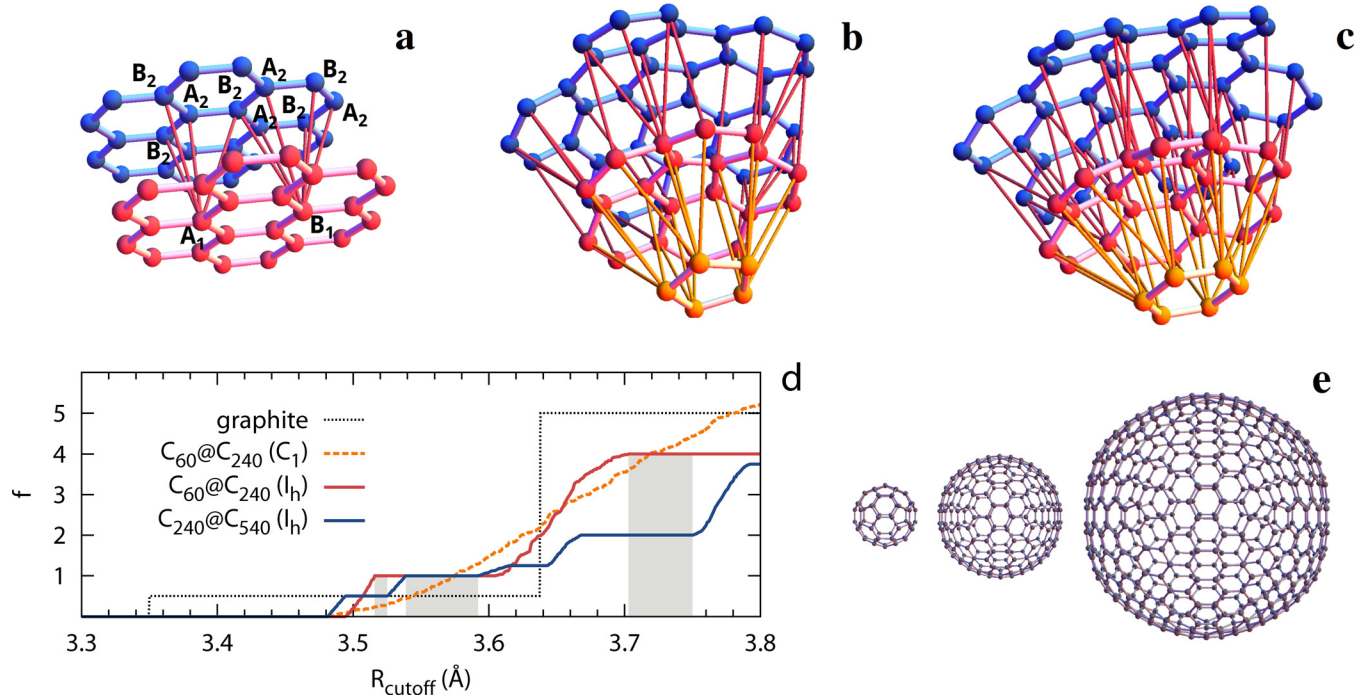 a
b
c
B₂
A₂
B₂
A₂
B₂
A₂
B₂
A₂
B₂
A₂
B₂
A₁
B₁
d
e
graphite
C₆₀@C₂₄₀ (C₁)
C₆₀@C₂₄₀ (Iₕ)
C₂₄₀@C₅₄₀ (Iₕ)
f
5
4
3
2
1
3.3 3.4 3.5 3.6 3.7 3.8
R_cutoff (Å)